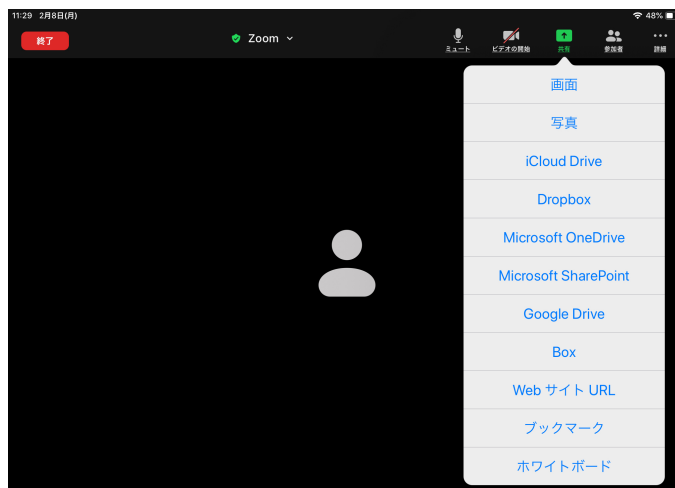 11:29 2月8日(月)
48%
終了
Zoom
ミュート
ビデオの開始
共有
参加者
詳細
画面
写真
iCloud Drive
Dropbox
Microsoft OneDrive
Microsoft SharePoint
Google Drive
Box
Web サイト URL
ブックマーク
ホワイトボード